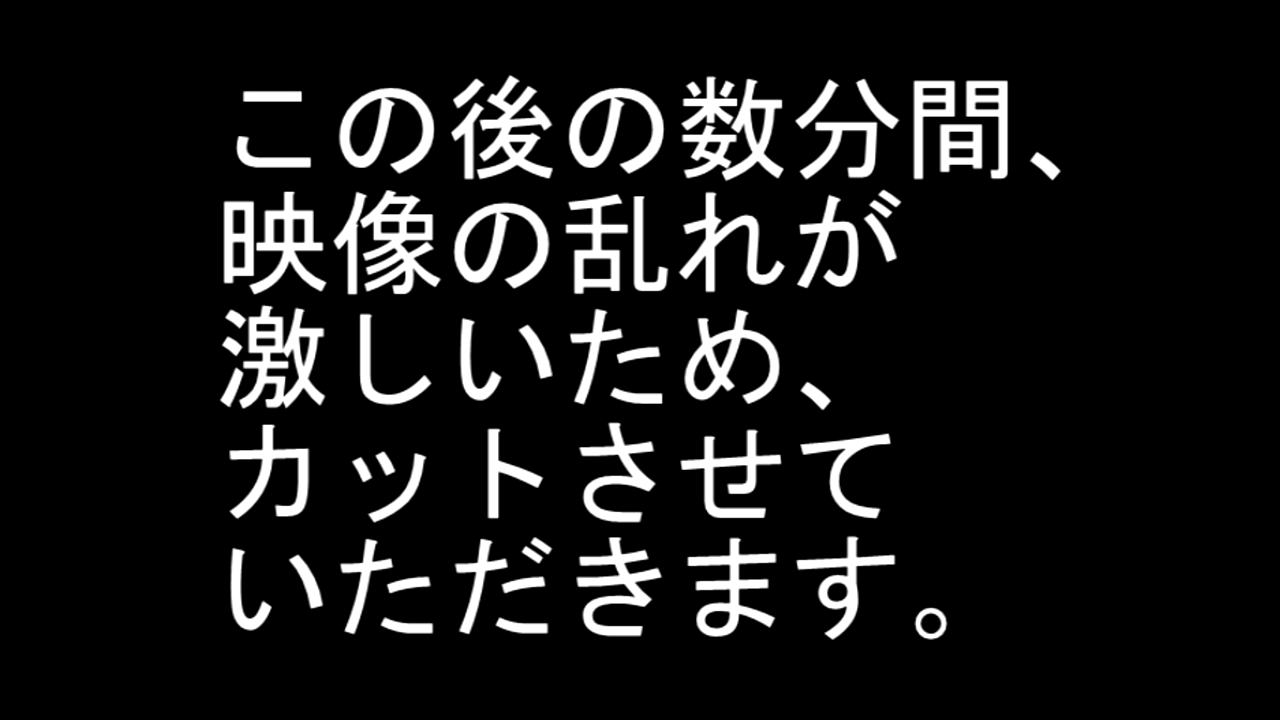 この後の数分間、
映像の乱れが
激しいため、
カットさせて
いただきます。